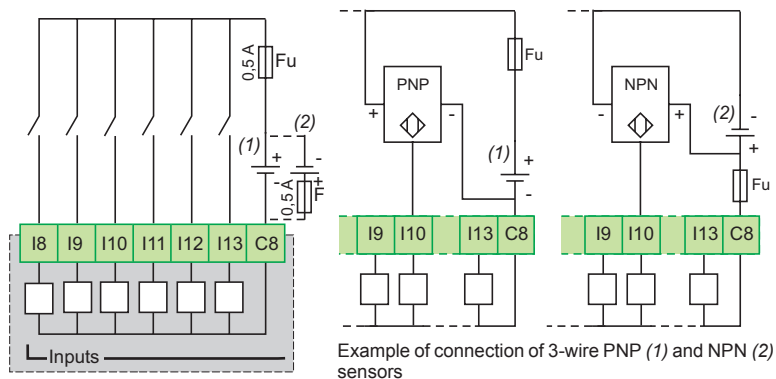 0,5 A
Fu
(1)
(2)
+
-
-
+
0,5 A
F
I8 I9 I10 I11 I12 I13 C8
Inputs
PNP
+
-
Fu
(1)
+
-
I9 I10 I13 C8
NPN
-
+
(2)
-
+
Fu
I9 I10 I13 C8
Example of connection of 3-wire PNP (1) and NPN (2)
sensors